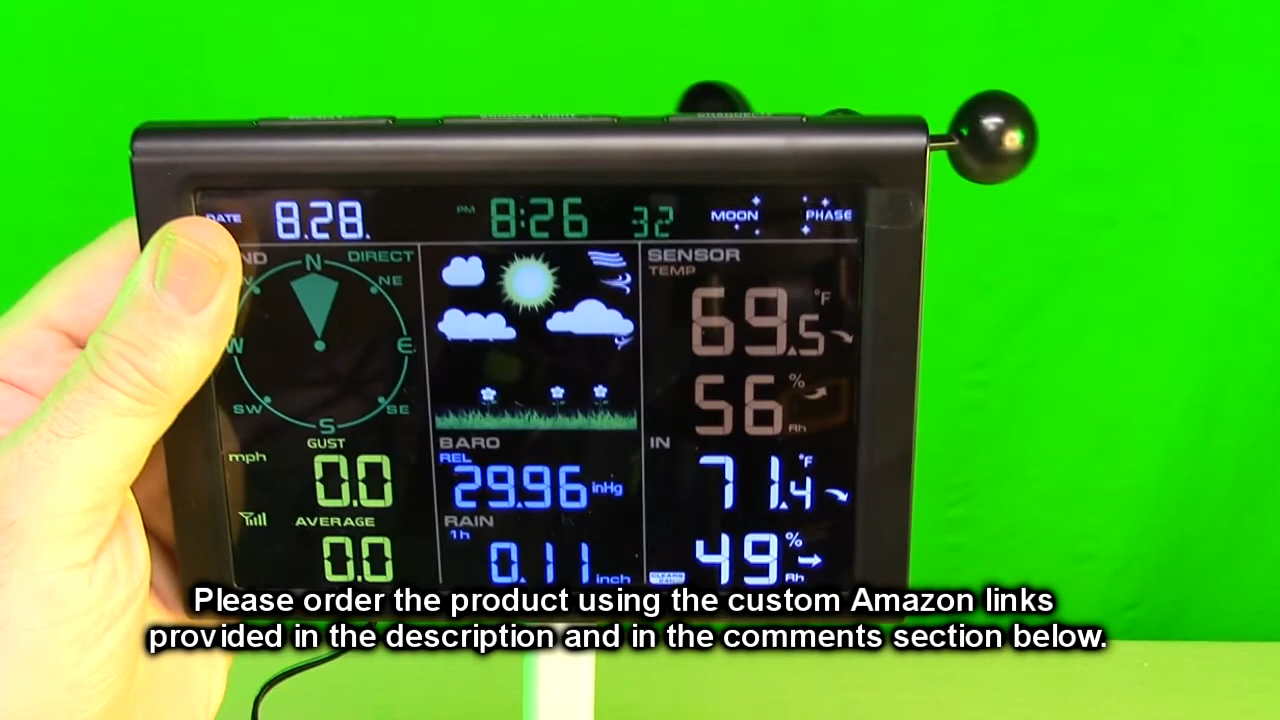 DATE 8.28. PM 8:26 32 MOON PHASE
DIRECT
N
NE
W
E
SW
SE
S
GUST
mph
0.0
AVERAGE
0.0
BARO
REL
29.96 inHg
RAIN
1h
0.11 inch
SENSOR
TEMP
69.5 °F
56 % Rh
IN
71.4 °F
49 % Rh
Please order the product using the custom Amazon links
provided in the description and in the comments section below.